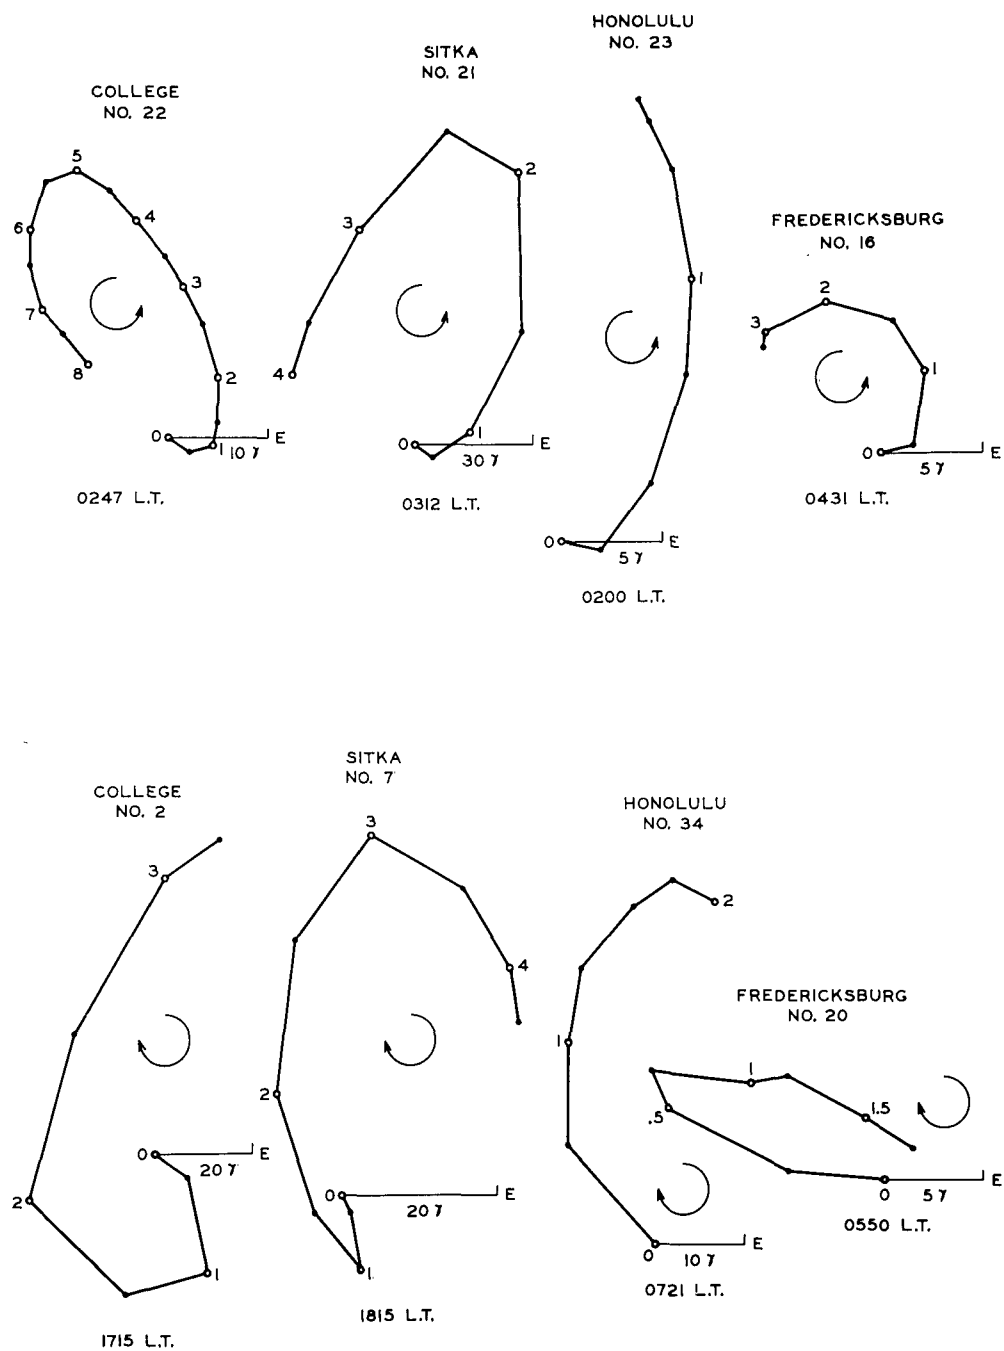 COLLEGE
NO. 22
5
4
6
3
7
8
2
0
1
10 γ
E
0247 L.T.
SITKA
NO. 21
2
3
4
1
0
30 γ
E
0312 L.T.
HONOLULU
NO. 23
1
0
5 γ
E
0200 L.T.
FREDERICKSBURG
NO. 16
2
3
1
0
5 γ
E
0431 L.T.
COLLEGE
NO. 2
3
0
20 γ
E
2
1
1715 L.T.
SITKA
NO. 7
3
4
2
0
20 γ
E
1
1815 L.T.
HONOLULU
NO. 34
2
1
0
10 γ
E
0721 L.T.
FREDERICKSBURG
NO. 20
1
.5
1.5
0
5 γ
E
0550 L.T.